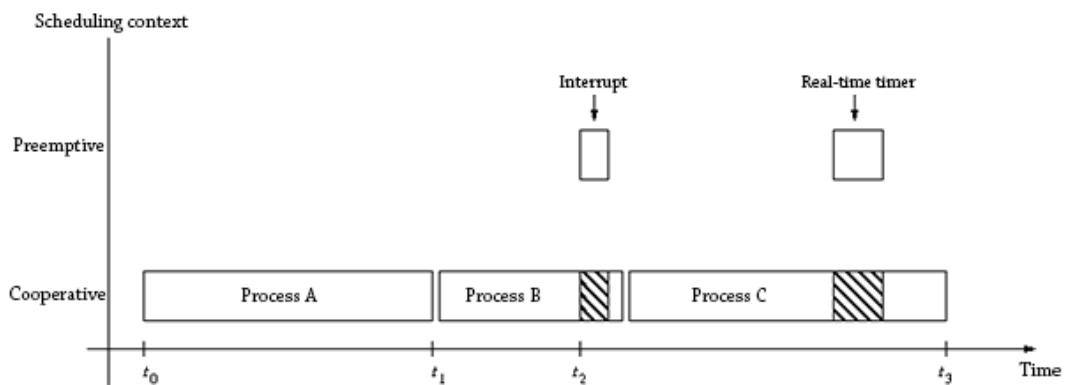 Scheduling context
Interrupt
Real-time timer
Preemptive
Cooperative
Process A
Process B
Process C
t0
t1
t2
t3
Time